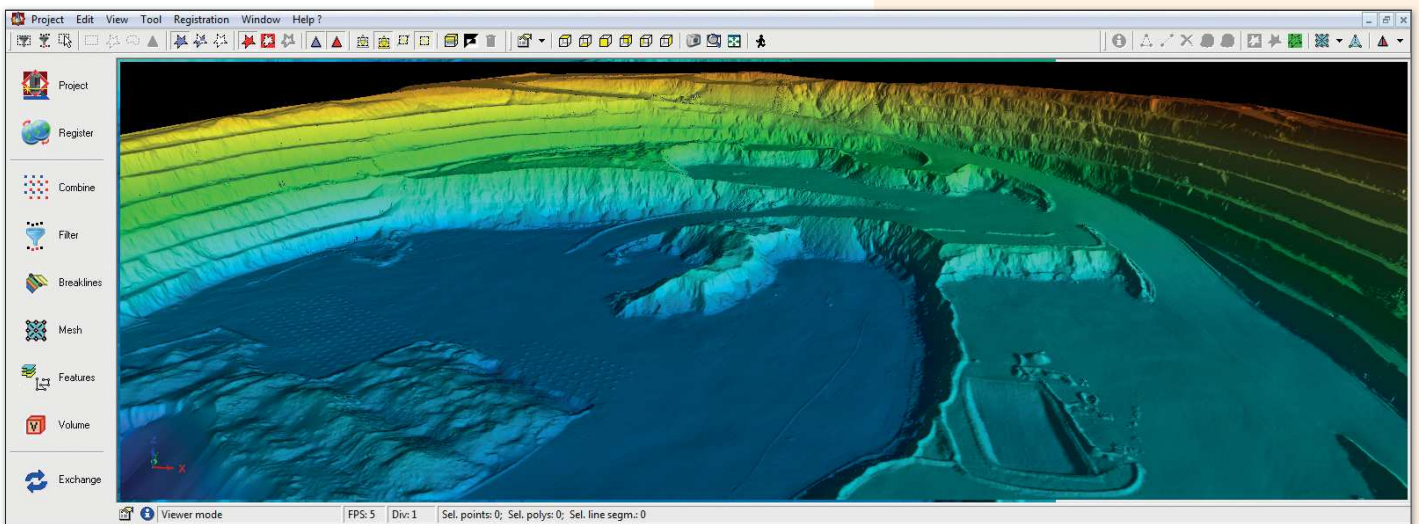 Project Edit View Tool Registration Window Help ?
Project
Register
Combine
Filter
Breaklines
Mesh
Features
Volume
Exchange
V
Z
X
Viewer mode FPS: 5 Div: 1 Sel. points: 0; Sel. polys: 0; Sel. line segm.: 0